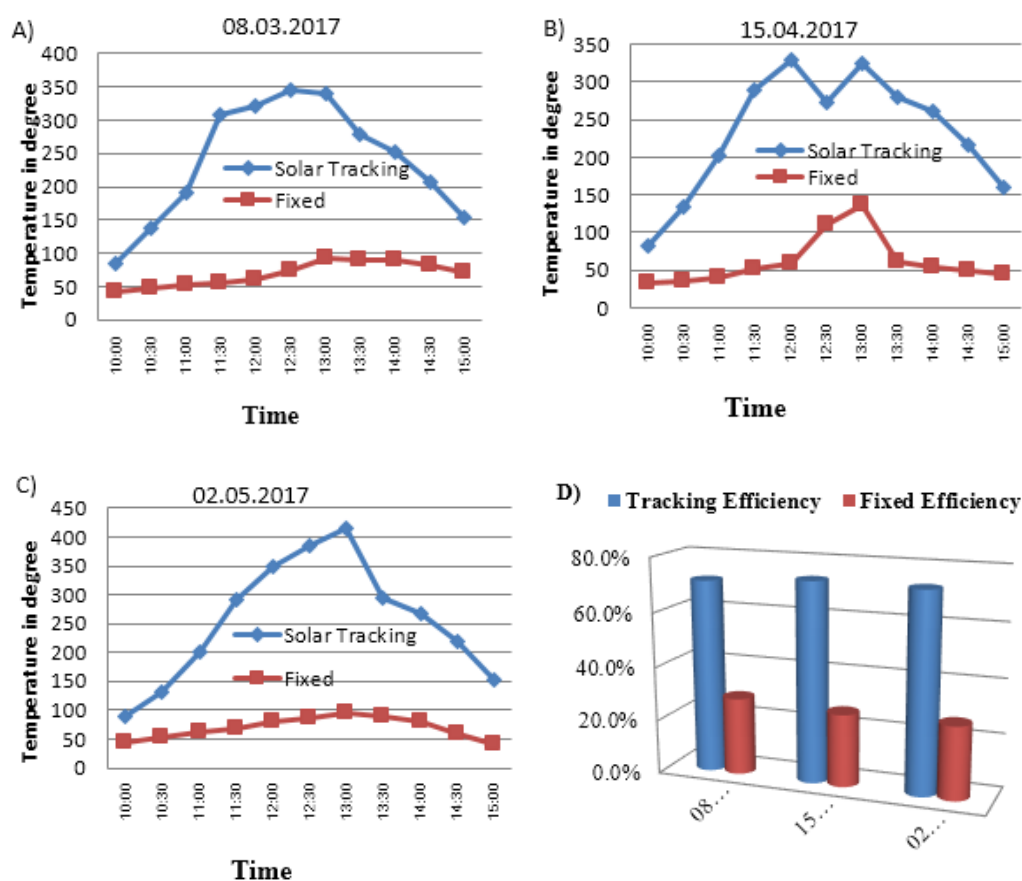 A)
08.03.2017
Temperature in degree
400
350
300
250
200
150
100
50
0
Solar Tracking
Fixed
10:00 10:30 11:00 11:30 12:00 12:30 13:00 13:30 14:00 14:30 15:00
Time
B)
15.04.2017
Temperature in degree
350
300
250
200
150
100
50
0
Solar Tracking
Fixed
10:00 10:30 11:00 11:30 12:00 12:30 13:00 13:30 14:00 14:30 15:00
Time
C)
02.05.2017
Temperature in degree
450
400
350
300
250
200
150
100
50
0
Solar Tracking
Fixed
10:00 10:30 11:00 11:30 12:00 12:30 13:00 13:30 14:00 14:30 15:00
Time
D)
Tracking Efficiency Fixed Efficiency
80.0%
60.0%
40.0%
20.0%
0.0%
08... 15... 02...